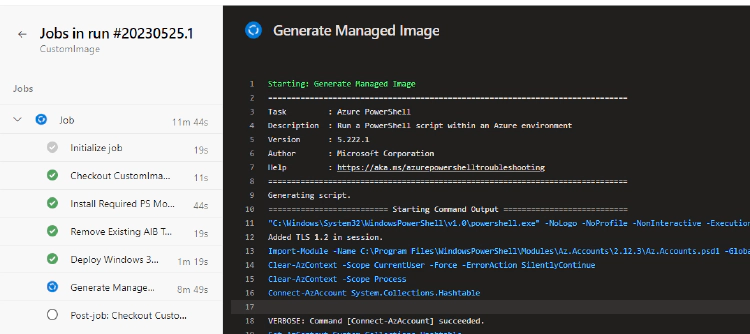 Jobs in run #20230525.1
CustomImage
Jobs
Job 11m 44s
Initialize job 19s
Checkout CustomIma... 11s
Install Required PS Mo... 44s
Remove Existing AIB T... 19s
Deploy Windows 3... 1m 19s
Generate Manage... 8m 49s
Post-job: Checkout Custo...
Generate Managed Image
1 Starting: Generate Managed Image
2 ==============================================================================
3 Task : Azure PowerShell
4 Description : Run a PowerShell script within an Azure environment
5 Version : 5.222.1
6 Author : Microsoft Corporation
7 Help : https://aka.ms/azurepowershelltroubleshooting
8 ==============================================================================
9 Generating script.
10 ========================== Starting Command Output ===========================
11 "C:\Windows\System32\WindowsPowerShell\v1.0\powershell.exe" -NoLogo -NoProfile -NonInteractive -Execution
12 Added TLS 1.2 in session.
13 Import-Module -Name C:\Program Files\WindowsPowerShell\Modules\Az.Accounts\2.12.3\Az.Accounts.psd1 -Globa
14 Clear-AzContext -Scope CurrentUser -Force -ErrorAction SilentlyContinue
15 Clear-AzContext -Scope Process
16 Connect-AzAccount System.Collections.Hashtable
17
18 VERBOSE: Command [Connect-AzAccount] succeeded.